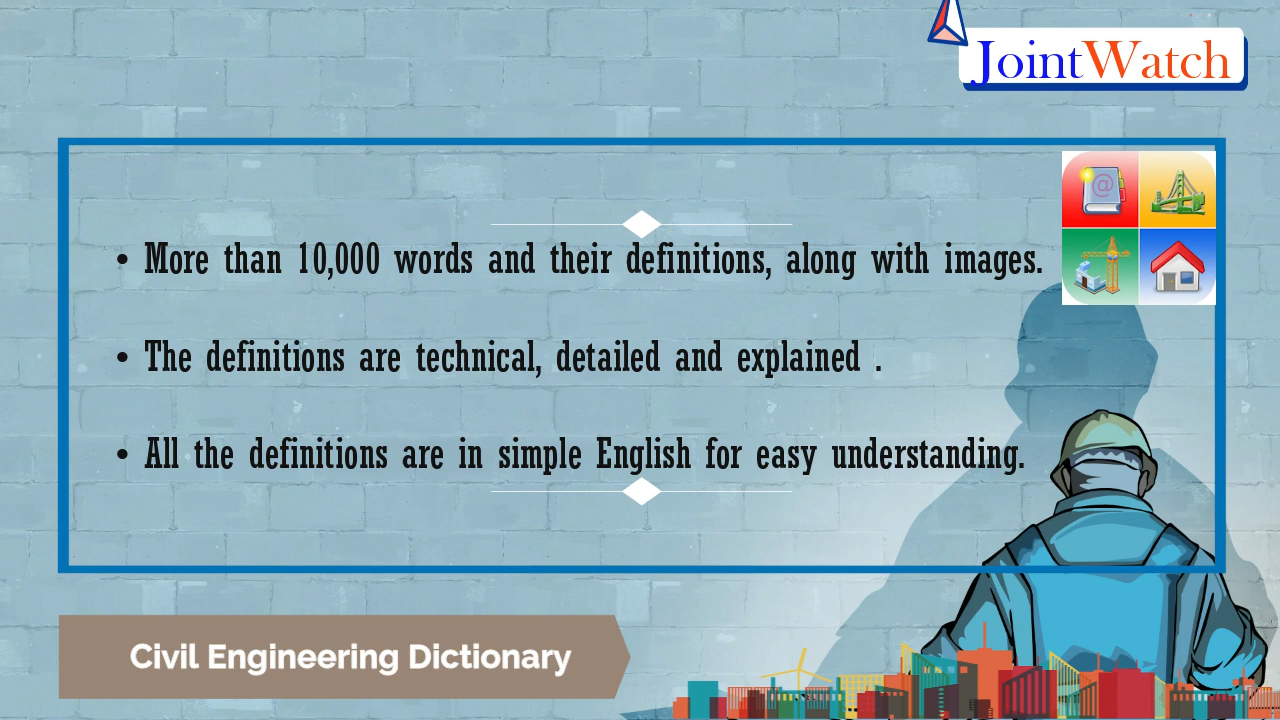 JointWatch
• More than 10,000 words and their definitions, along with images.
• The definitions are technical, detailed and explained .
• All the definitions are in simple English for easy understanding.
Civil Engineering Dictionary